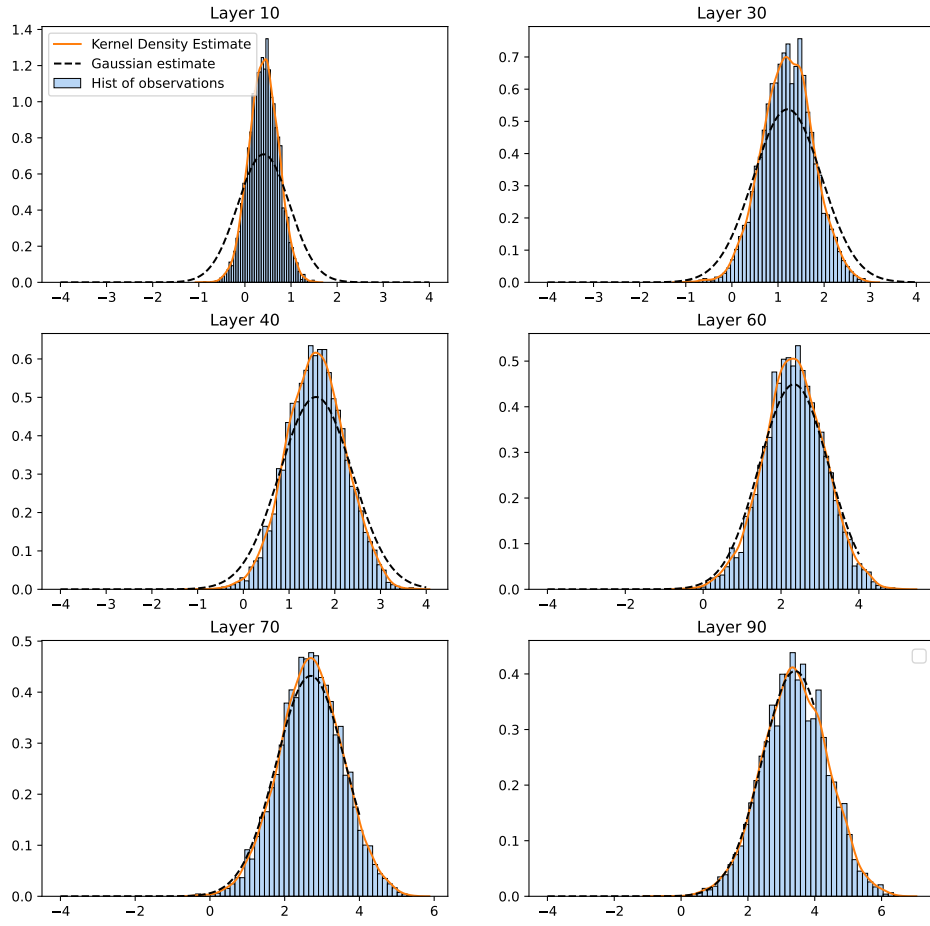 Layer 10
1.4
1.2
1.0
0.8
0.6
0.4
0.2
0.0
Kernel Density Estimate
Gaussian estimate
Hist of observations
−4 −3 −2 −1 0 1 2 3 4
Layer 30
0.7
0.6
0.5
0.4
0.3
0.2
0.1
0.0
−4 −3 −2 −1 0 1 2 3 4
Layer 40
0.6
0.5
0.4
0.3
0.2
0.1
0.0
−4 −3 −2 −1 0 1 2 3 4
Layer 60
0.5
0.4
0.3
0.2
0.1
0.0
−4 −2 0 2 4
Layer 70
0.5
0.4
0.3
0.2
0.1
0.0
−4 −2 0 2 4 6
Layer 90
0.4
0.3
0.2
0.1
0.0
−4 −2 0 2 4 6